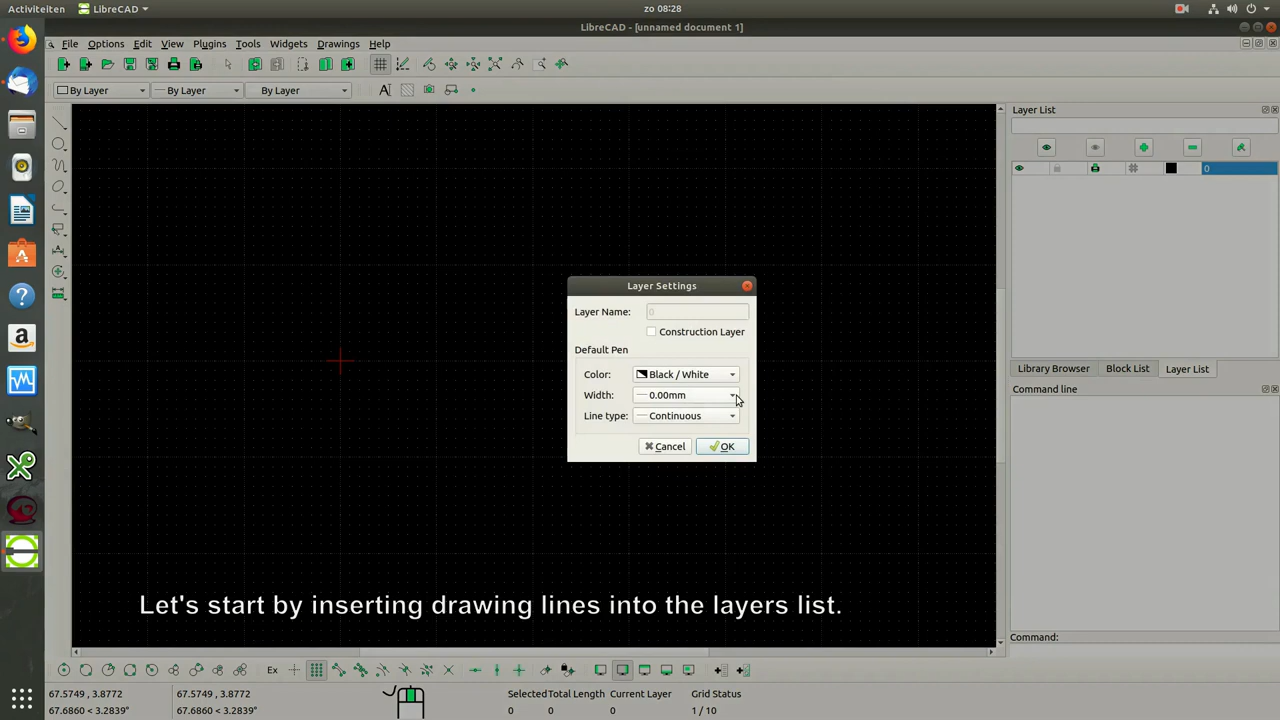 Activiteiten LibreCAD zo 08:28
LibreCAD - [unnamed document 1]
File Options Edit View Plugins Tools Widgets Drawings Help
By Layer By Layer By Layer
Layer List
0
Layer Settings
Layer Name: 0
Construction Layer
Default Pen
Color: Black / White
Width: 0.00mm
Line type: Continuous
Cancel OK
Library Browser Block List Layer List
Command line
Let's start by inserting drawing lines into the layers list.
Command:
Ex
67.5749 , 3.8772 67.5749 , 3.8772 Selected Total Length Current Layer Grid Status
67.6860 < 3.2839° 67.6860 < 3.2839° 0 0 0 1 / 10